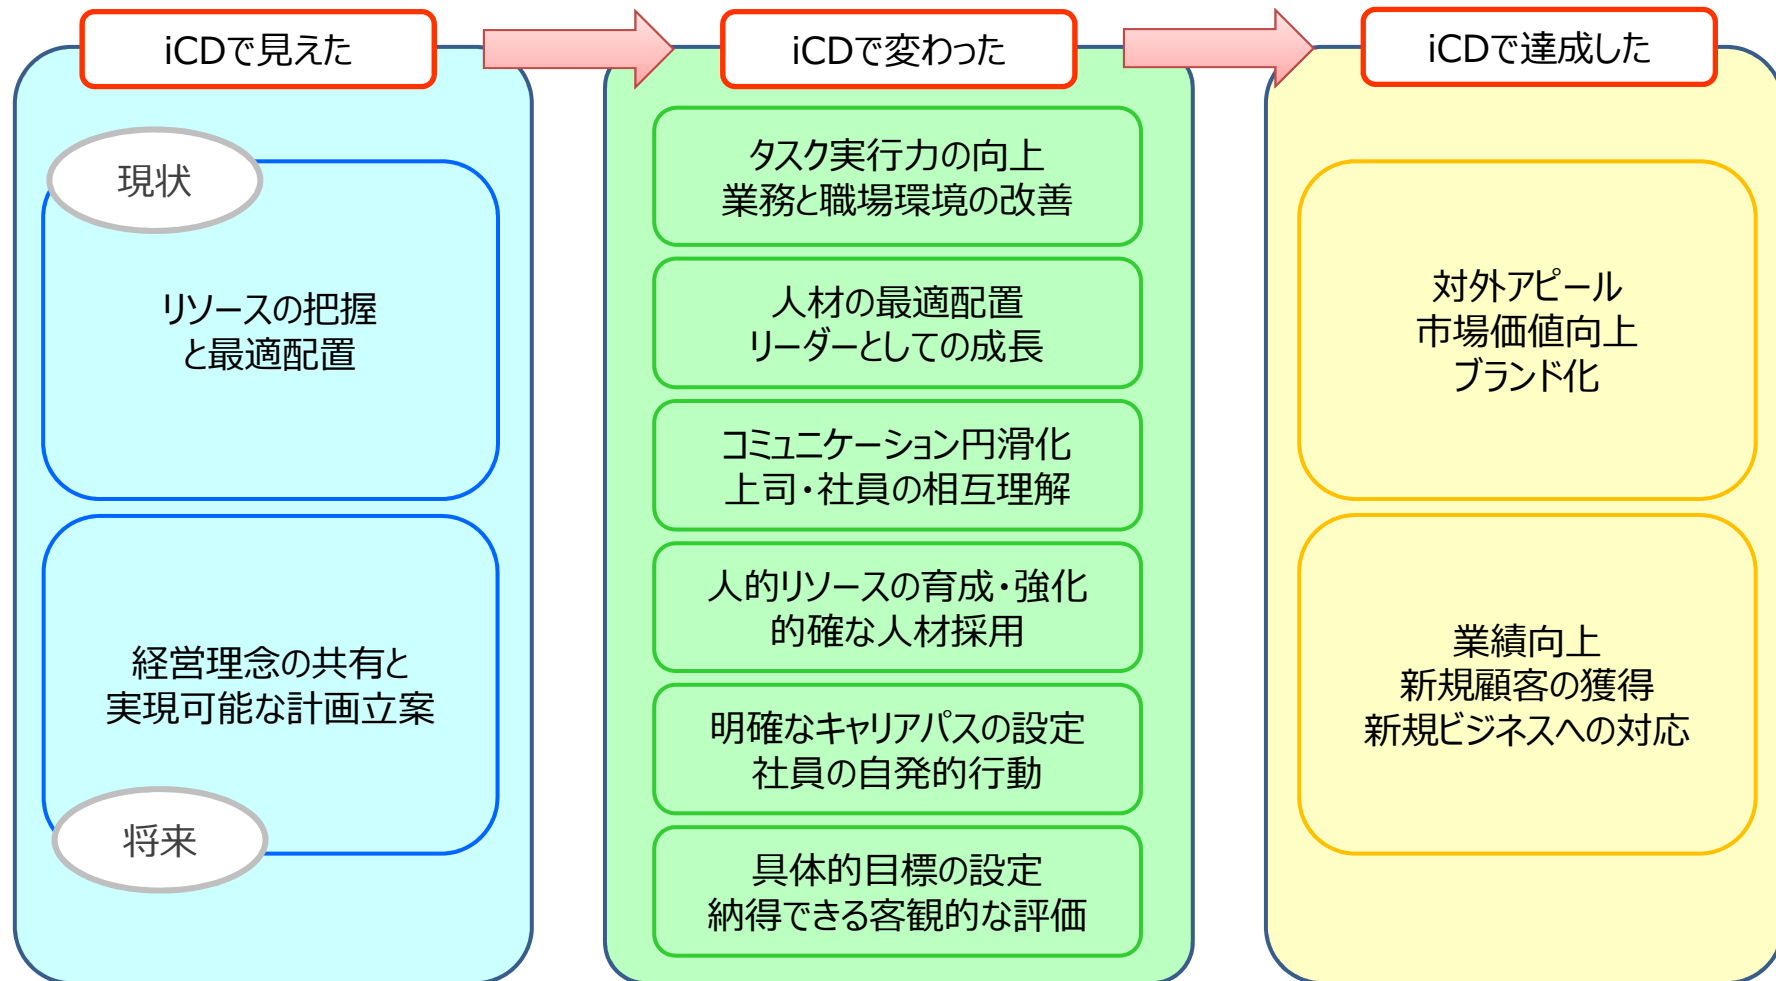 iCDで見えた
現状
リソースの把握
と最適配置
経営理念の共有と
実現可能な計画立案
将来
iCDで変わった
タスク実行力の向上
業務と職場環境の改善
人材の最適配置
リーダーとしての成長
コミュニケーション円滑化
上司・社員の相互理解
人的リソースの育成・強化
的確な人材採用
明確なキャリアパスの設定
社員の自発的行動
具体的目標の設定
納得できる客観的な評価
iCDで達成した
対外アピール
市場価値向上
ブランド化
業績向上
新規顧客の獲得
新規ビジネスへの対応